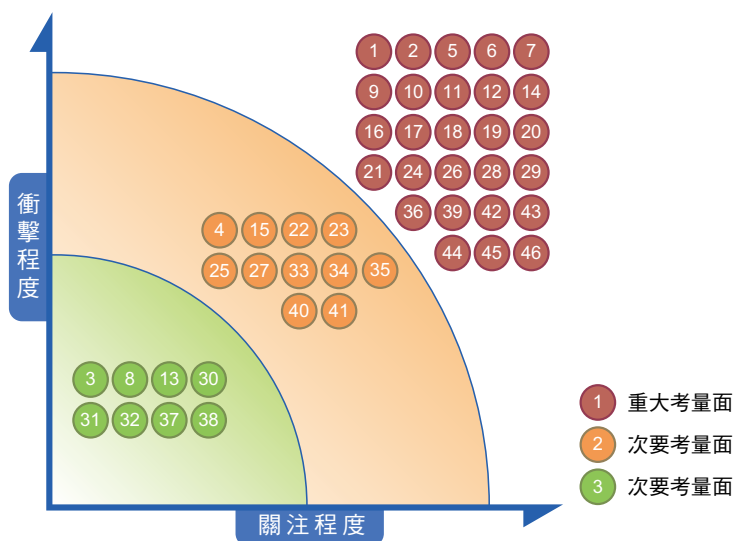 1 2 5 6 7
9 10 11 12 14
16 17 18 19 20
21 24 26 28 29
36 39 42 43
44 45 46
衝擊程度
4 15 22 23
25 27 33 34 35
40 41
3 8 13 30
31 32 37 38
1 重大考量面
2 次要考量面
3 次要考量面
關注程度